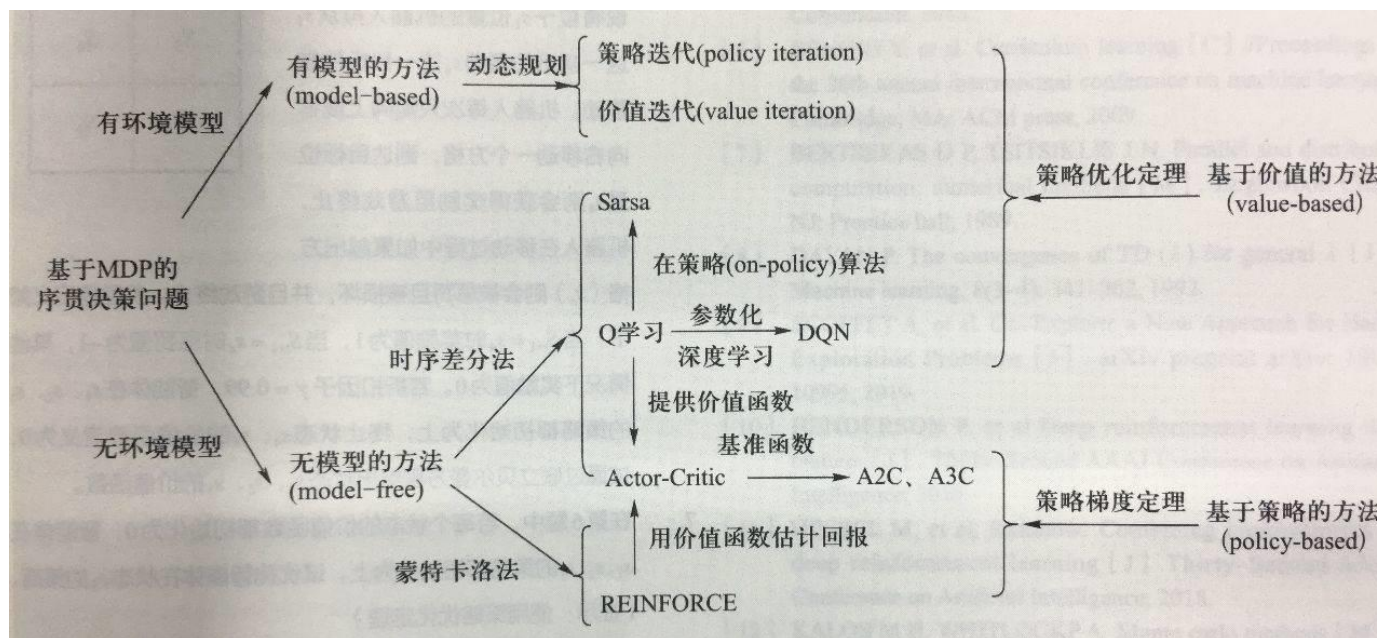 有模型的方法
(model-based)
动态规划
策略迭代(policy iteration)
价值迭代(value iteration)
有环境模型
策略优化定理
基于价值的方法
(value-based)
Sarsa
在策略(on-policy)算法
基于MDP的
序贯决策问题
Q学习
参数化
深度学习
DQN
时序差分法
提供价值函数
无环境模型
无模型的方法
(model-free)
基准函数
Actor-Critic
A2C、A3C
策略梯度定理
基于策略的方法
(policy-based)
用价值函数估计回报
蒙特卡洛法
REINFORCE